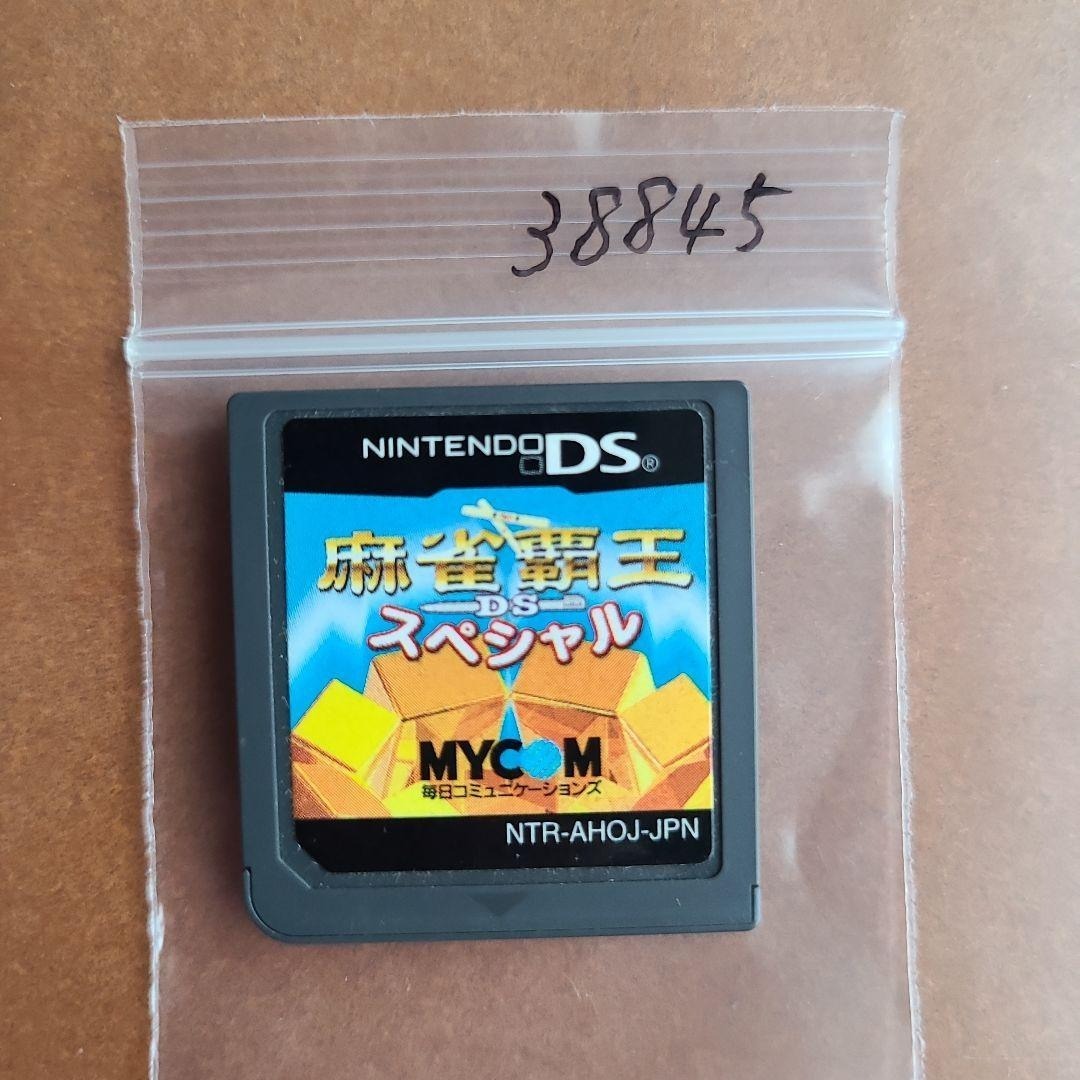 38845
NINTENDO DS®
麻雀覇王
DS
スペシャル
MYCOM
毎日コミュニケーションズ
NTR-AHOJ-JPN